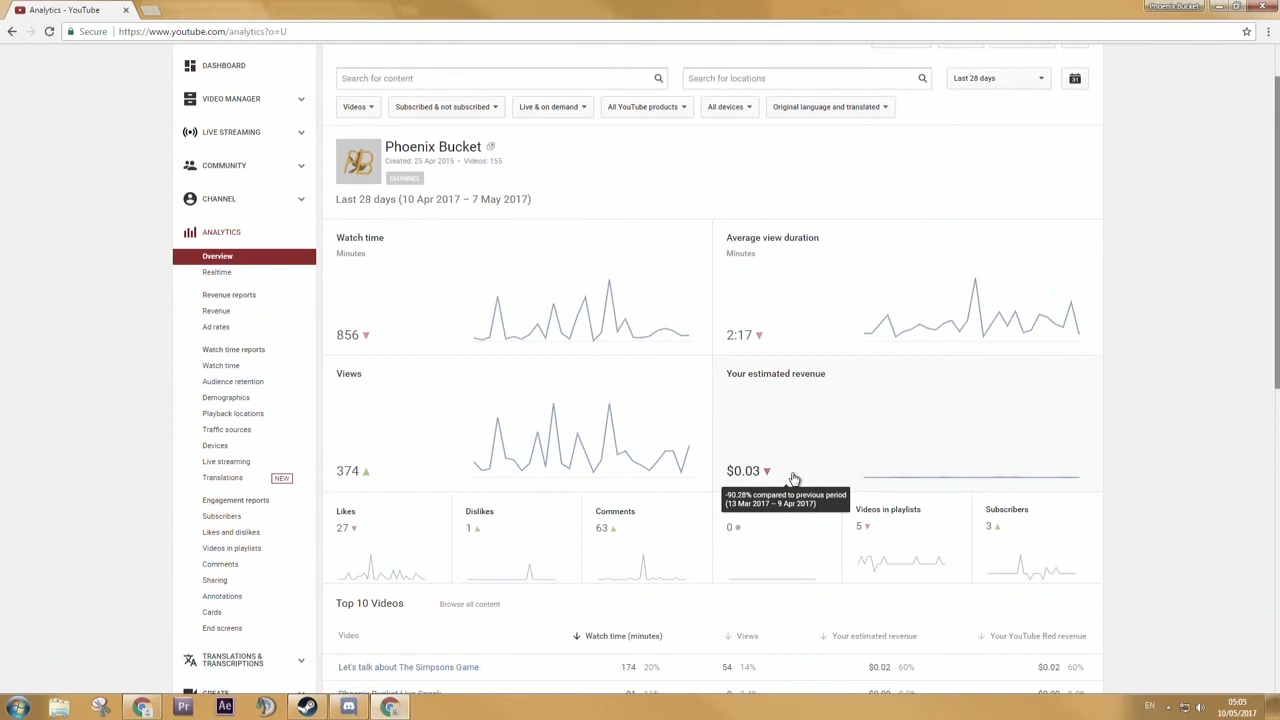 Analytics - YouTube
Phoenix Bucket
Secure
https://www.youtube.com/analytics?o=U
DASHBOARD
VIDEO MANAGER
LIVE STREAMING
COMMUNITY
CHANNEL
ANALYTICS
Overview
Realtime
Revenue reports
Revenue
Ad rates
Watch time reports
Watch time
Audience retention
Demographics
Playback locations
Traffic sources
Devices
Live streaming
Translations NEW
Engagement reports
Subscribers
Likes and dislikes
Videos in playlists
Comments
Sharing
Annotations
Cards
End screens
TRANSLATIONS &
TRANSCRIPTIONS
CREATE
Search for content
Search for locations
Last 28 days
31
Videos
Subscribed & not subscribed
Live & on demand
All YouTube products
All devices
Original language and translated
Phoenix Bucket
Created: 25 Apr 2015 • Videos: 155
CHANNEL
Last 28 days (10 Apr 2017 – 7 May 2017)
Watch time
Minutes
856
Average view duration
Minutes
2:17
Views
374
Your estimated revenue
$0.03
-90.28% compared to previous period
(13 Mar 2017 – 9 Apr 2017)
Likes
27
Dislikes
1
Comments
63
0
Videos in playlists
5
Subscribers
3
Top 10 Videos
Browse all content
Video
Watch time (minutes)
Views
Your estimated revenue
Your YouTube Red revenue
Let's talk about The Simpsons Game. 174 20% 54 14% $0.02 60% $0.02 60%
Pr
Ae
EN
05:05
10/05/2017